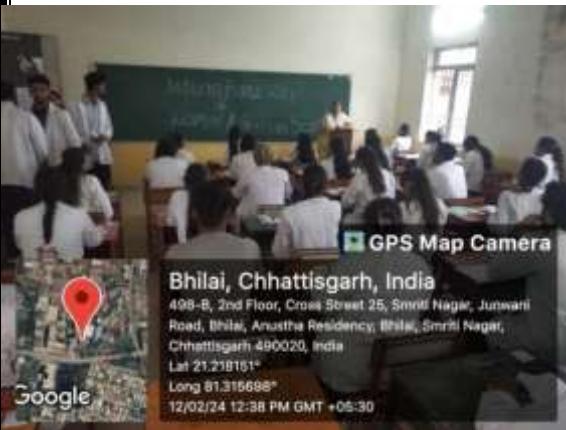 GPS Map Camera
Bhilai, Chhattisgarh, India
498-B, 2nd Floor, Cross Street 25, Smriti Nagar, Junwani
Road, Bhilai, Anustha Residency, Bhilai, Smriti Nagar,
Chhattisgarh 490020, India
Lat 21.218151°
Long 81.315698°
12/02/24 12:38 PM GMT +05:30
Google